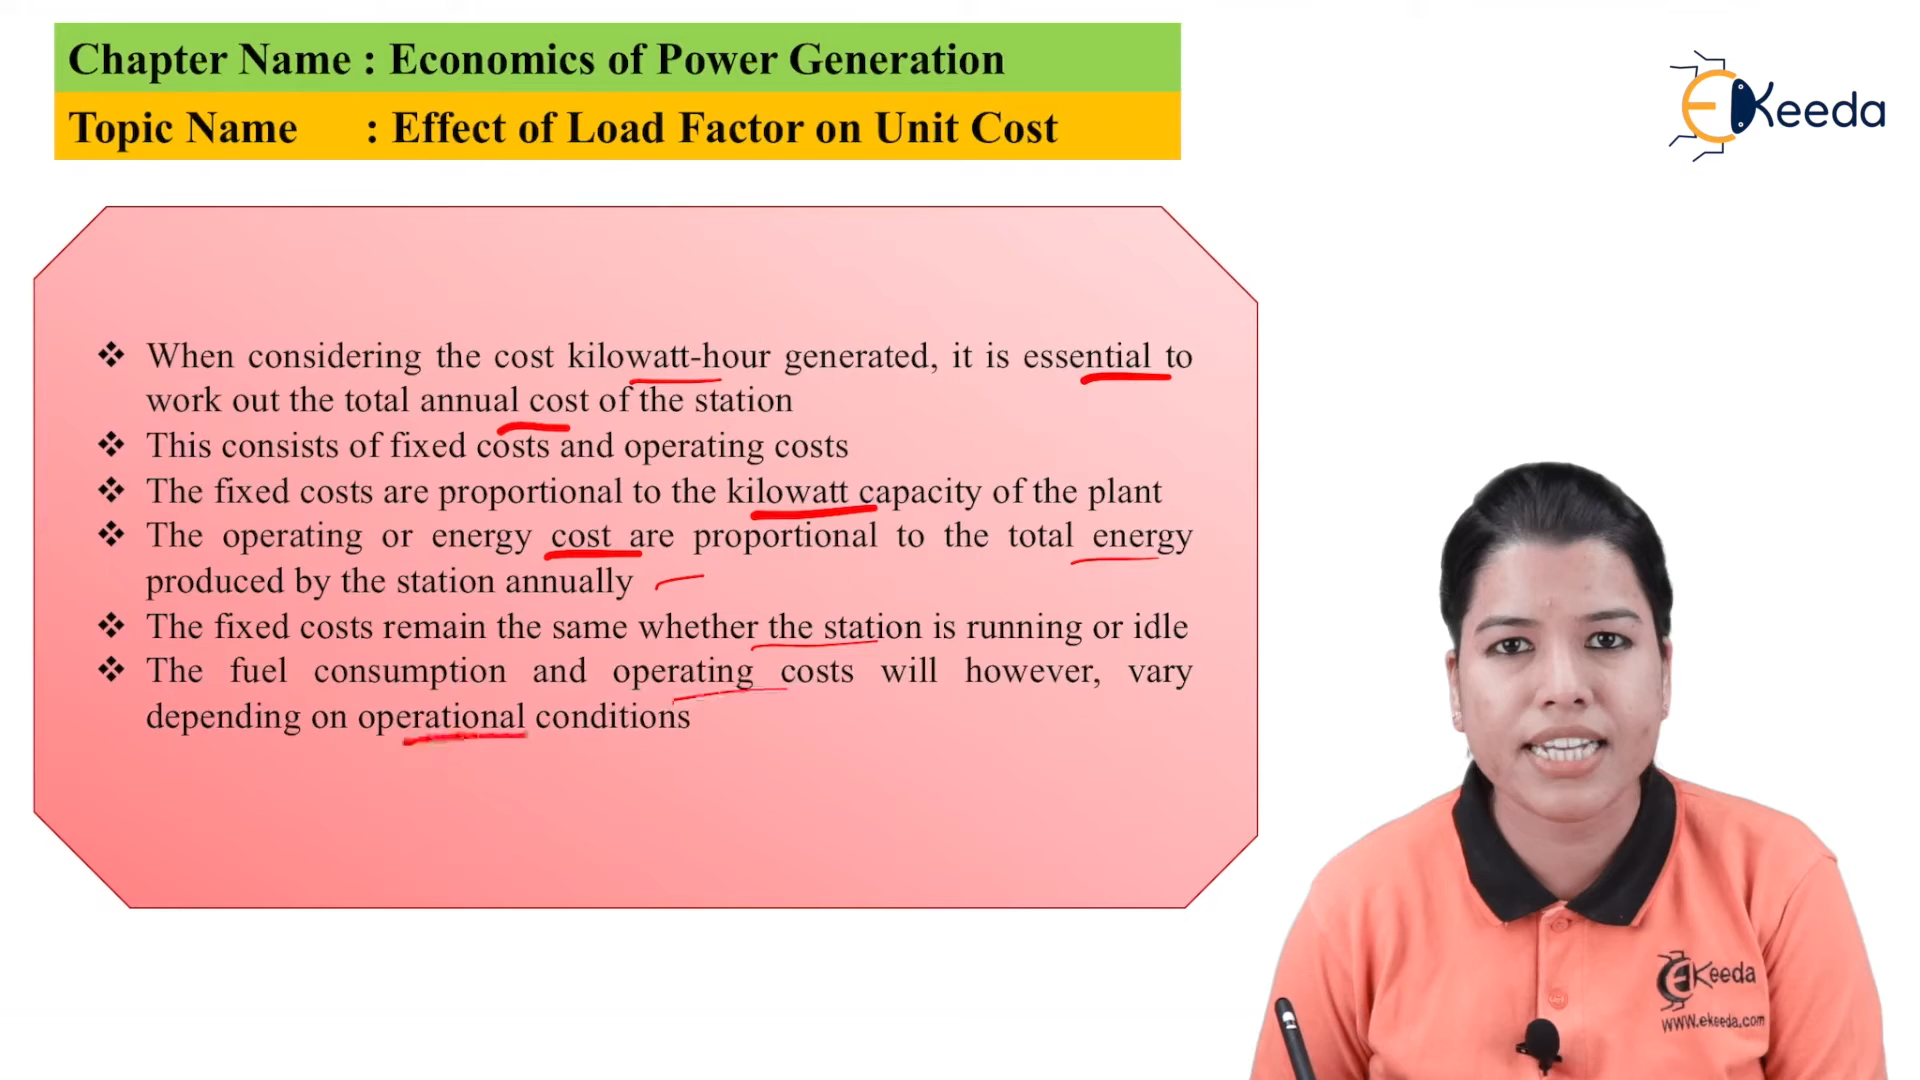 Chapter Name : Economics of Power Generation
Topic Name : Effect of Load Factor on Unit Cost
EKeeda
❖ When considering the cost kilowatt-hour generated, it is essential to
work out the total annual cost of the station
❖ This consists of fixed costs and operating costs
❖ The fixed costs are proportional to the kilowatt capacity of the plant
❖ The operating or energy cost are proportional to the total energy
produced by the station annually
❖ The fixed costs remain the same whether the station is running or idle
❖ The fuel consumption and operating costs will however, vary
depending on operational conditions
EKeeda
www.ekeeda.com